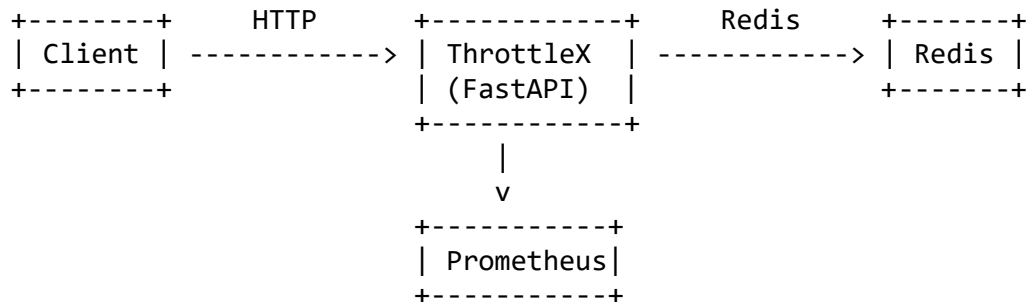 +--------+      HTTP      +------------+     Redis      +-------+
| Client | ------------> | ThrottleX  | ------------> | Redis |
+--------+               | (FastAPI)  |               +-------+
                         +------------+
                              |
                              v
                         +-----------+
                         | Prometheus|
                         +-----------+